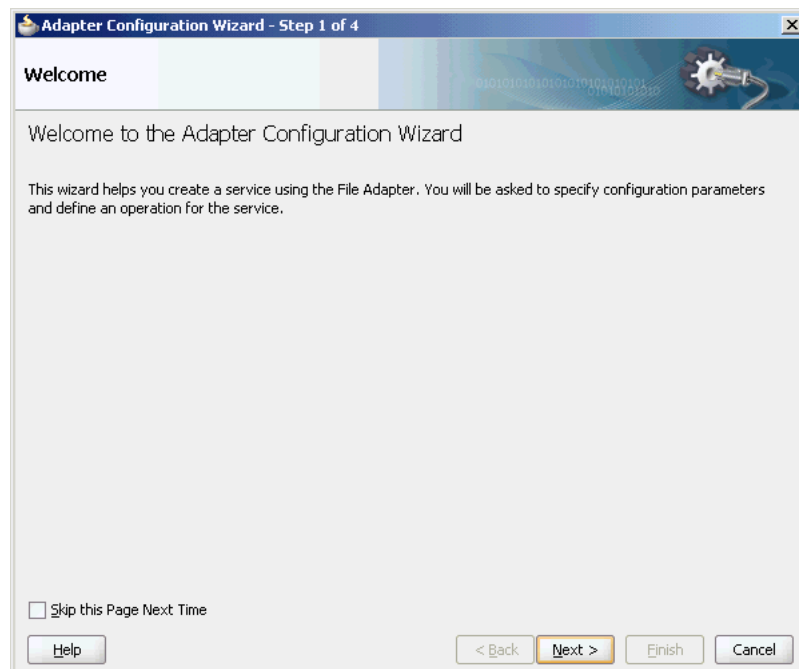 Adapter Configuration Wizard - Step 1 of 4
Welcome
Welcome to the Adapter Configuration Wizard
This wizard helps you create a service using the File Adapter. You will be asked to specify configuration parameters
and define an operation for the service.
Skip this Page Next Time
Help
< Back
Next >
Finish
Cancel